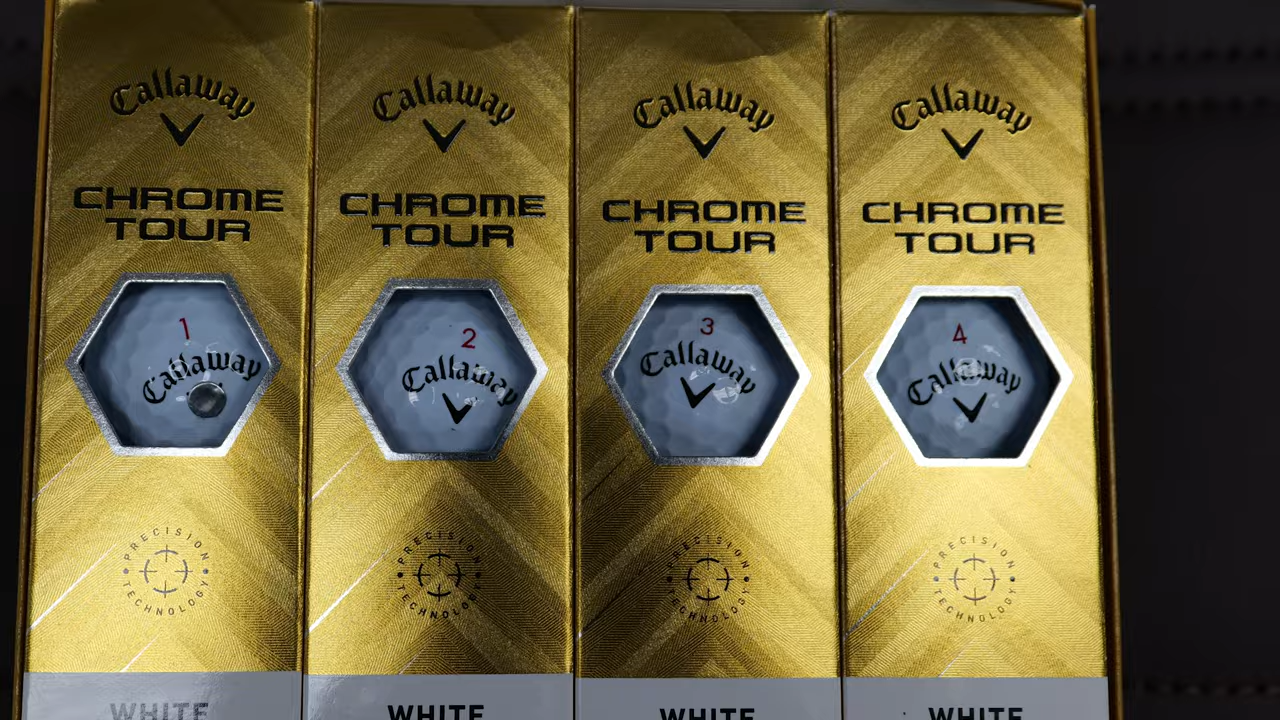 Callaway
CHROME
TOUR
1
Callaway
PRECISION
TECHNOLOGY
WHITE
Callaway
CHROME
TOUR
2
Callaway
PRECISION
TECHNOLOGY
WHITE
Callaway
CHROME
TOUR
3
Callaway
PRECISION
TECHNOLOGY
WHITE
Callaway
CHROME
TOUR
4
Callaway
PRECISION
TECHNOLOGY
WHITE